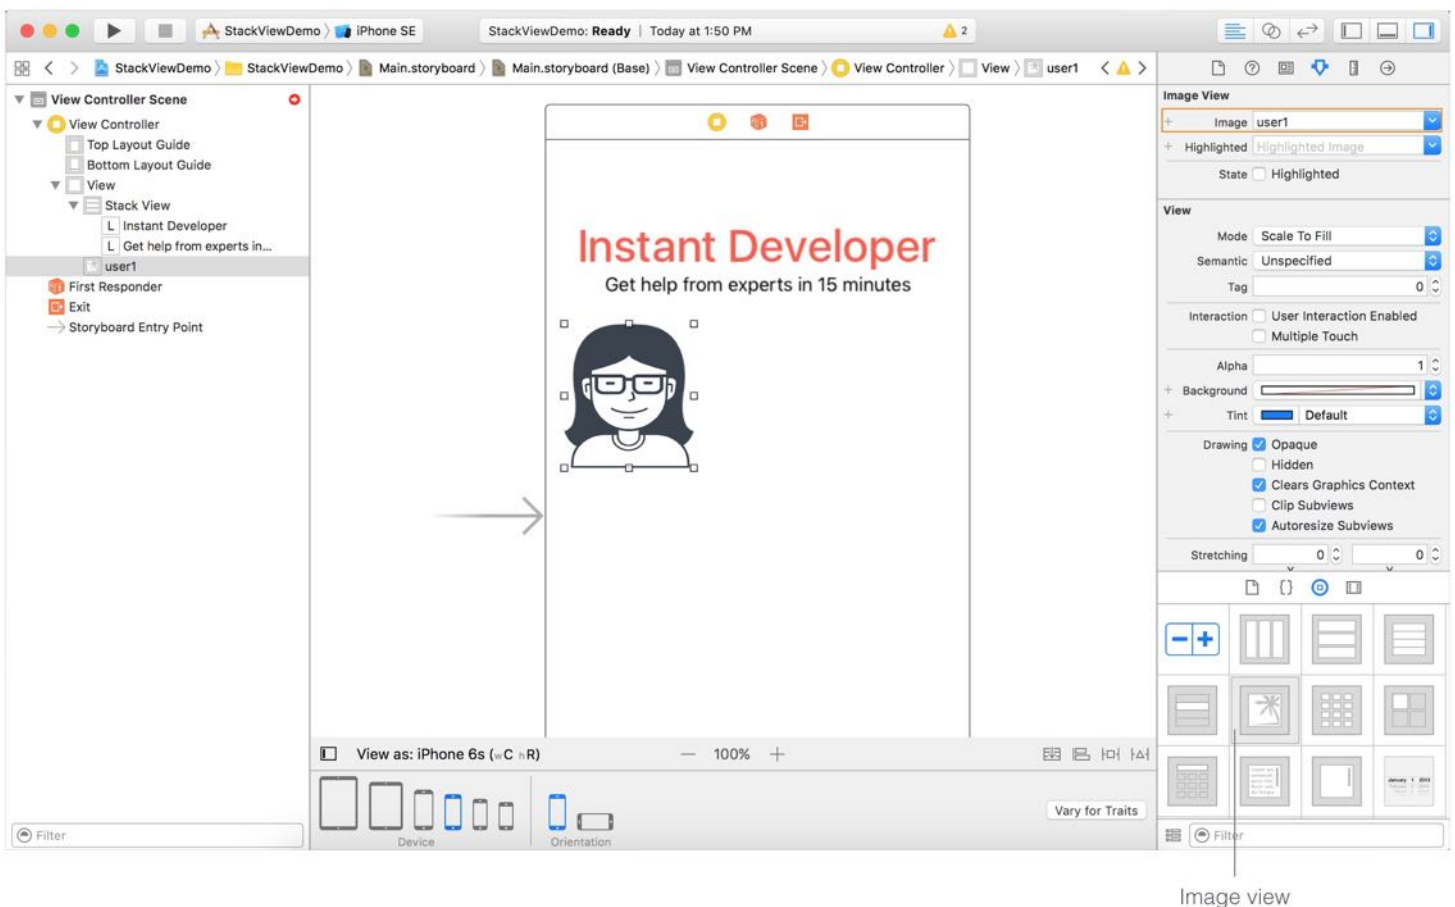 StackViewDemo
iPhone SE
StackViewDemo: Ready | Today at 1:50 PM
2
StackViewDemo
StackViewDemo
Main.storyboard
Main.storyboard (Base)
View Controller Scene
View Controller
View
user1
View Controller Scene
View Controller
Top Layout Guide
Bottom Layout Guide
View
Stack View
L Instant Developer
L Get help from experts in...
user1
First Responder
Exit
Storyboard Entry Point
Filter
Instant Developer
Get help from experts in 15 minutes
View as: iPhone 6s (wC hR)
100%
Device
Orientation
Vary for Traits
Image View
Image user1
Highlighted Highlighted Image
State Highlighted
View
Mode Scale To Fill
Semantic Unspecified
Tag 0
Interaction User Interaction Enabled
Multiple Touch
Alpha 1
Background
Tint Default
Drawing Opaque
Hidden
Clears Graphics Context
Clip Subviews
Autoresize Subviews
Stretching 0 0
Filter
Image view